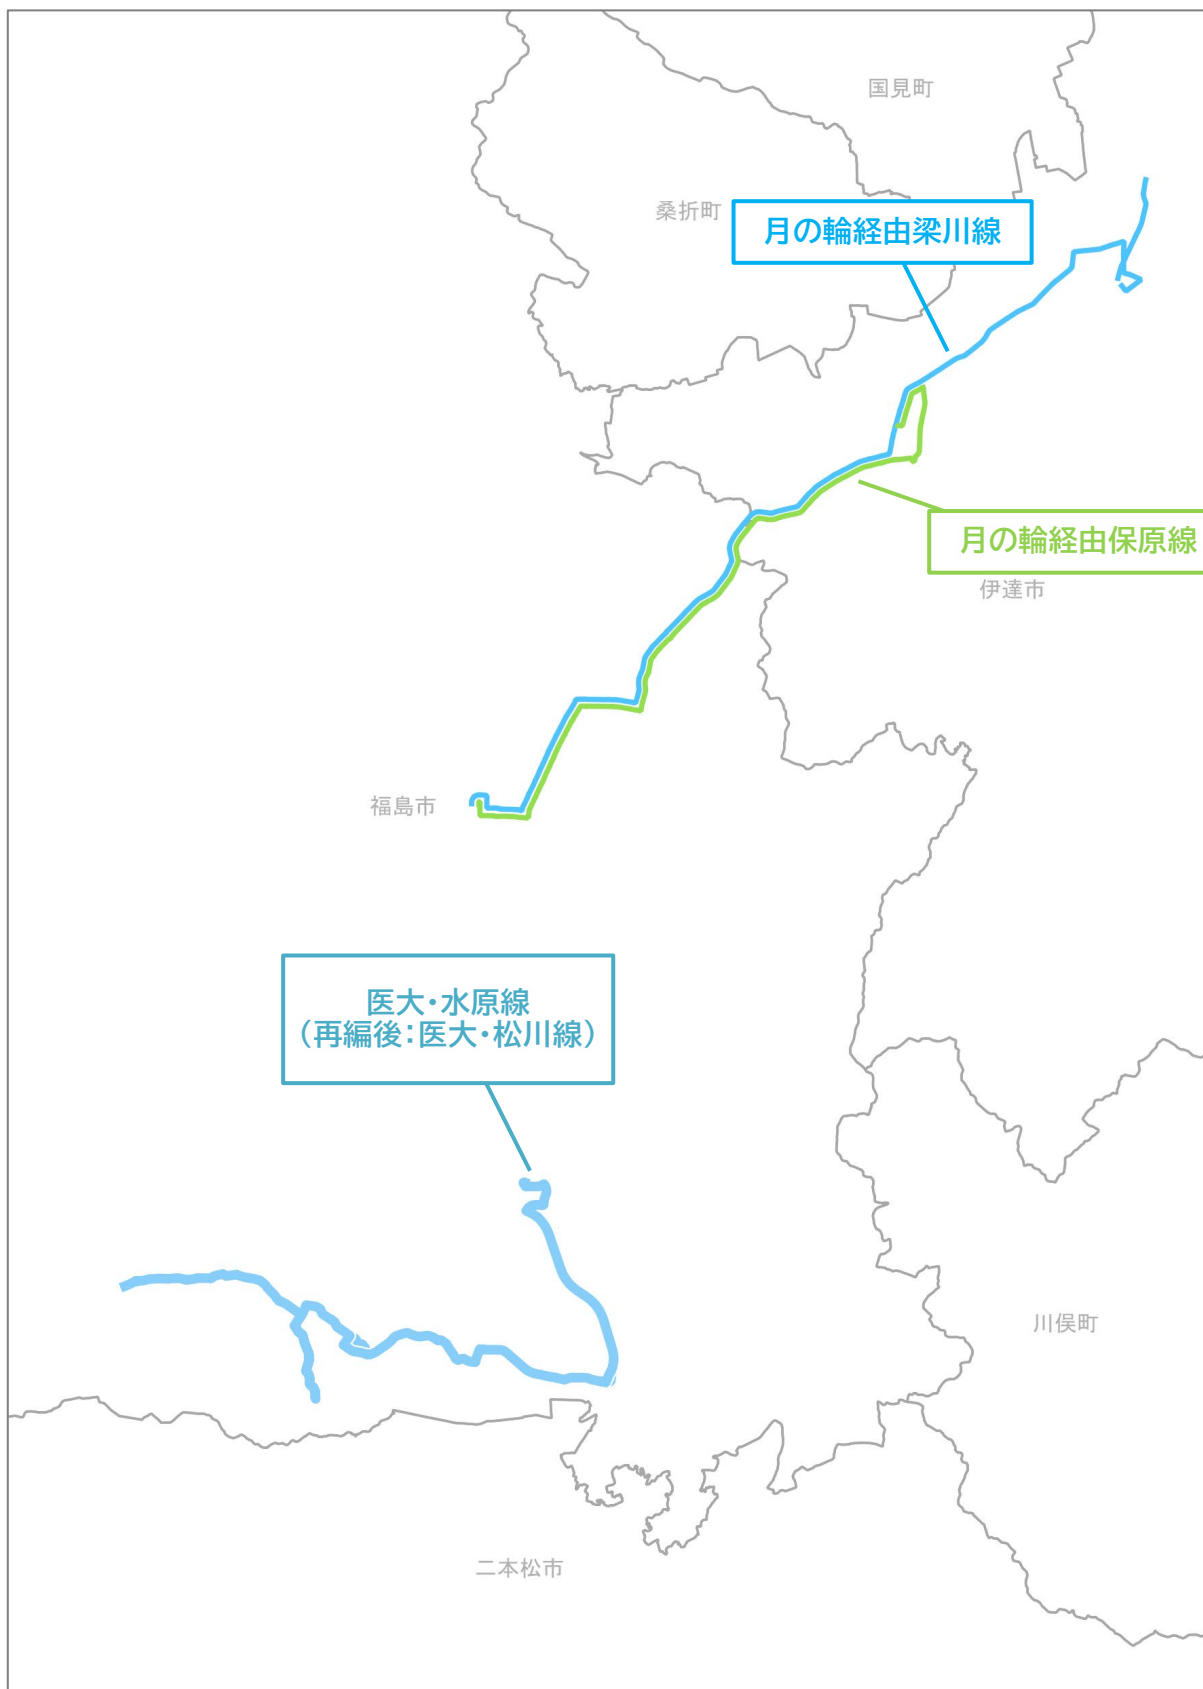 国見町
桑折町
月の輪経由梁川線
月の輪経由保原線
伊達市
福島市
医大・水原線
（再編後：医大・松川線）
川俣町
二本松市